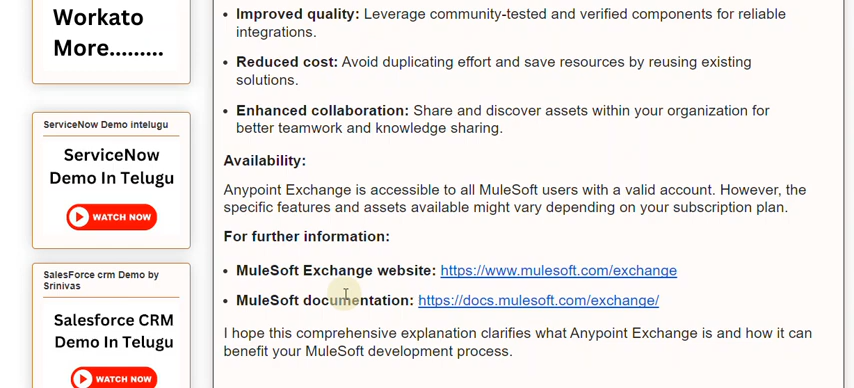 Workato
More.........
ServiceNow Demo intelugu
ServiceNow
Demo In Telugu
WATCH NOW
SalesForce crm Demo by
Srinivas
Salesforce CRM
Demo In Telugu
WATCH NOW
• Improved quality: Leverage community-tested and verified components for reliable
integrations.
• Reduced cost: Avoid duplicating effort and save resources by reusing existing
solutions.
• Enhanced collaboration: Share and discover assets within your organization for
better teamwork and knowledge sharing.
Availability:
Anypoint Exchange is accessible to all MuleSoft users with a valid account. However, the
specific features and assets available might vary depending on your subscription plan.
For further information:
• MuleSoft Exchange website: https://www.mulesoft.com/exchange
• MuleSoft documentation: https://docs.mulesoft.com/exchange/
I hope this comprehensive explanation clarifies what Anypoint Exchange is and how it can
benefit your MuleSoft development process.